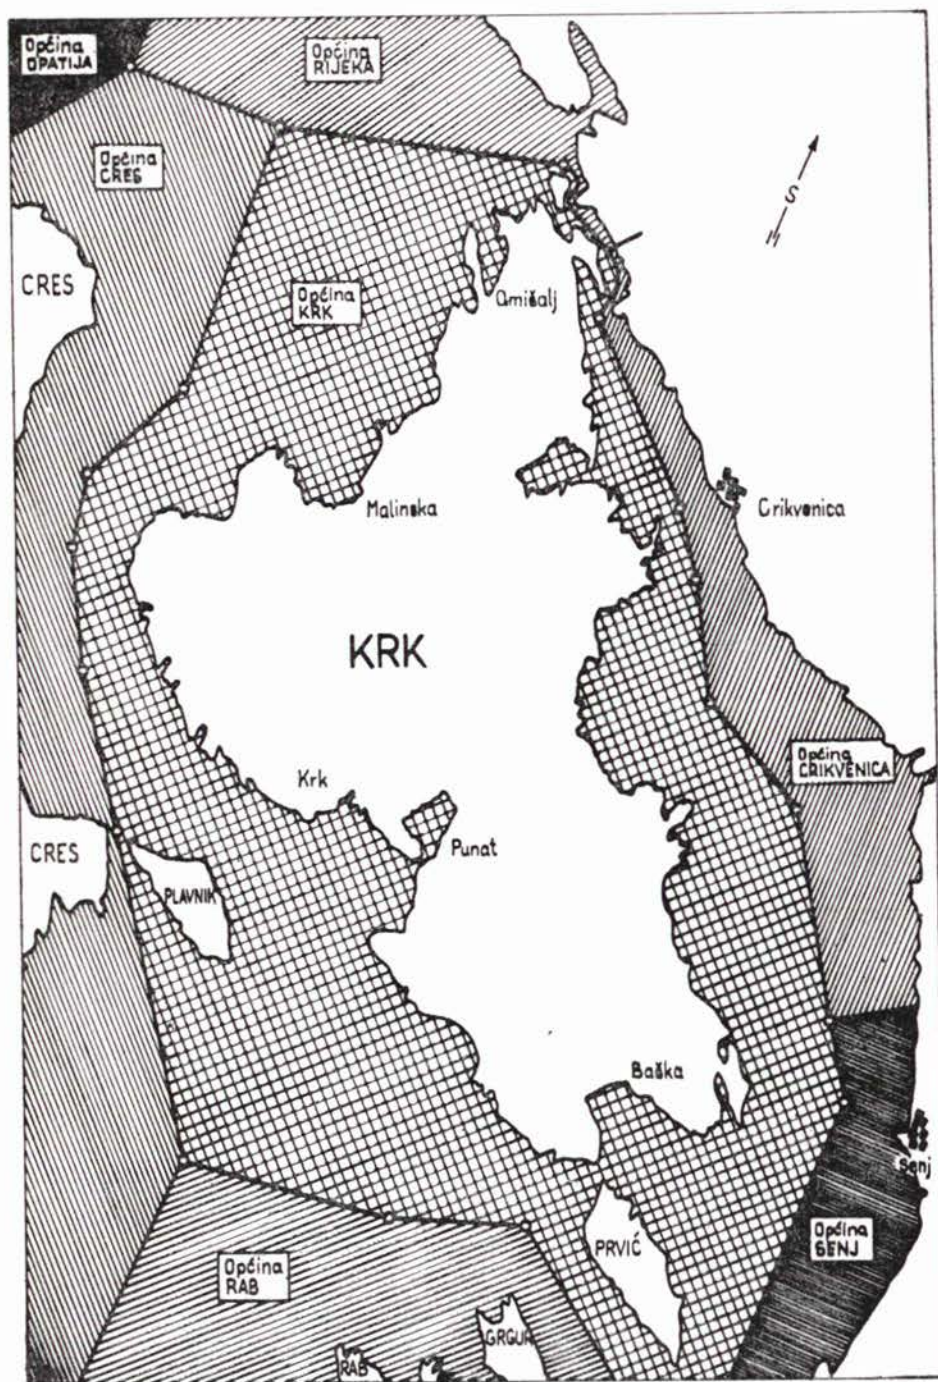 Općina
OPATIJA
Općina
RIJEKA
Općina
CRES
S
CRES
Općina
KRK
Omišalj
Malinska
Crikvenica
KRK
Općina
CRIKVENICA
Krk
Punat
CRES
PLAVNIK
Baška
Senj
Općina
SENJ
PRVIĆ
Općina
RAB
GRGUR
RAB